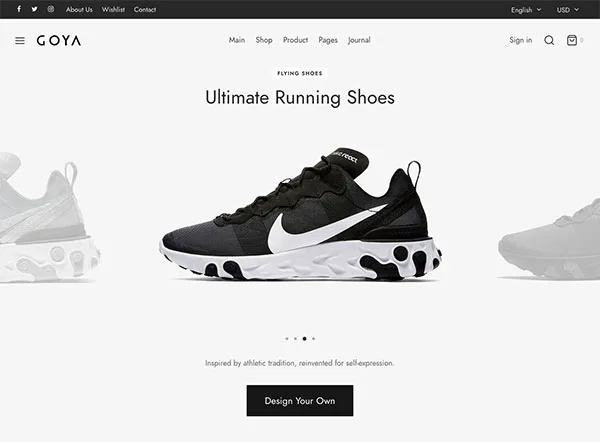 About Us Wishlist Contact English USD
GOYA Main Shop Product Pages Journal Sign in 0
FLYING SHOES
Ultimate Running Shoes
react
Inspired by athletic tradition, reinvented for self-expression.
Design Your Own